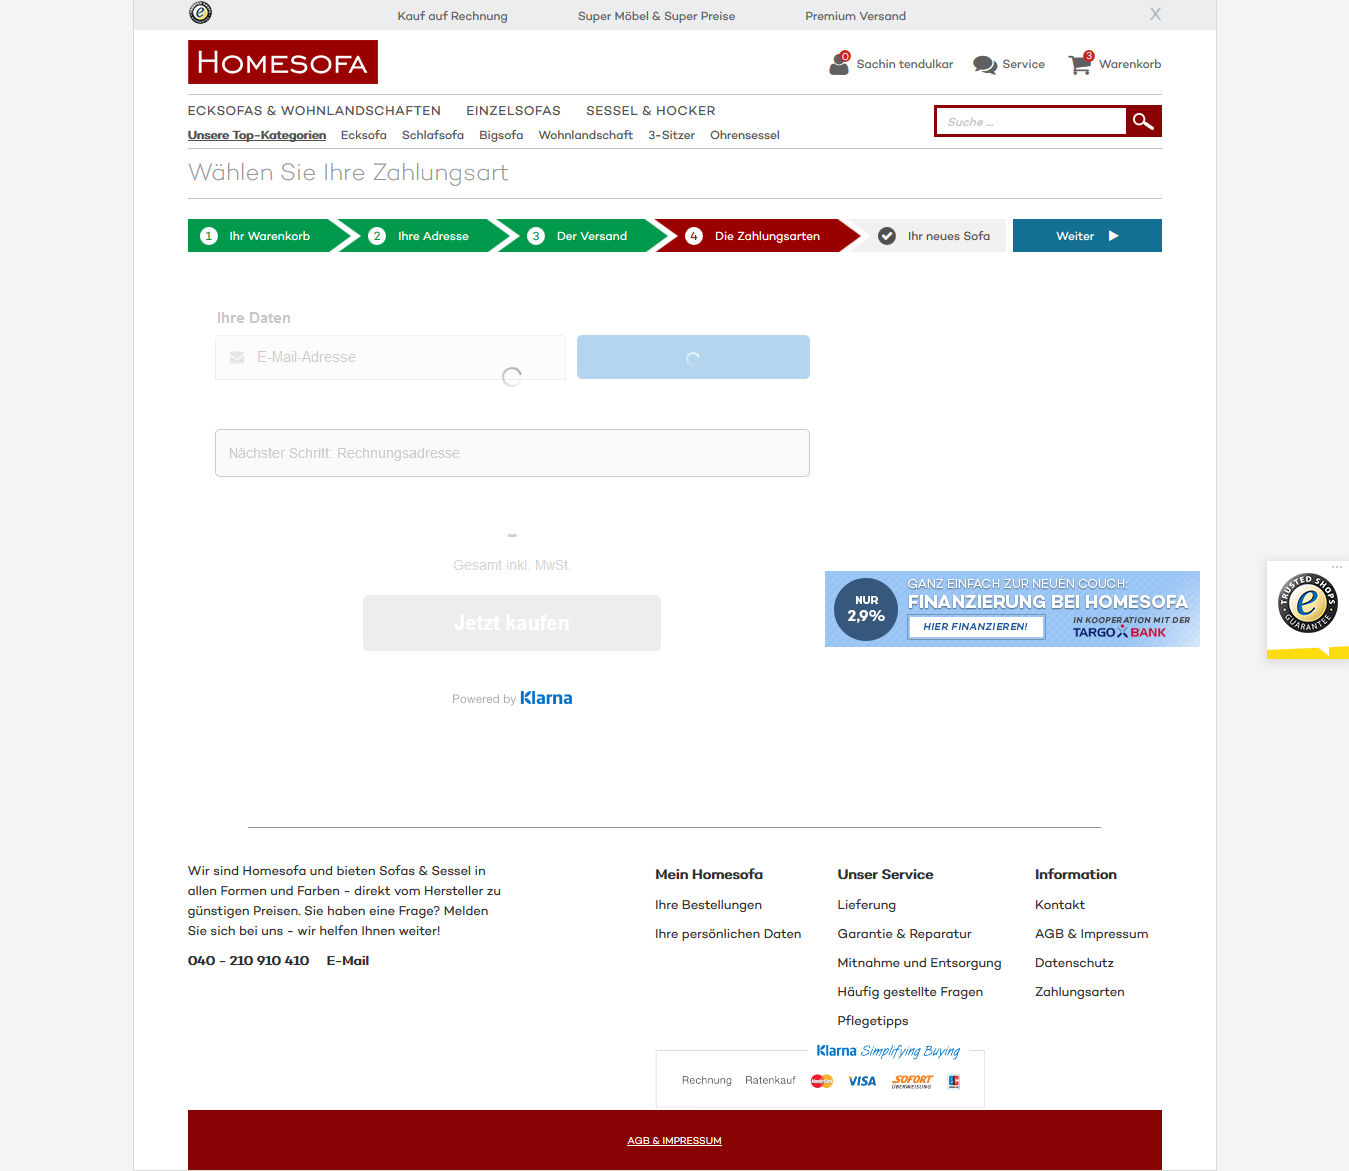 Kauf auf Rechnung Super Möbel & Super Preise Premium Versand X
HOMESOFA
0 Sachin tendulkar Service 3 Warenkorb
ECKSOFAS & WOHNLANDSCHAFTEN EINZELSOFAS SESSEL & HOCKER
Suche ...
Unsere Top-Kategorien Ecksofa Schlafsofa Bigsofa Wohnlandschaft 3-Sitzer Ohrensessel
Wählen Sie Ihre Zahlungsart
1 Ihr Warenkorb 2 Ihre Adresse 3 Der Versand 4 Die Zahlungsarten Ihr neues Sofa Weiter
Ihre Daten
E-Mail-Adresse
Nächster Schritt: Rechnungsadresse
-
Gesamt inkl. MwSt.
Jetzt kaufen
Powered by Klarna
NUR
2,9%
GANZ EINFACH ZUR NEUEN COUCH:
FINANZIERUNG BEI HOMESOFA
HIER FINANZIEREN!
IN KOOPERATION MIT DER
TARGO BANK
TRUSTED SHOPS
e
GUARANTEE
Wir sind Homesofa und bieten Sofas & Sessel in
allen Formen und Farben - direkt vom Hersteller zu
günstigen Preisen. Sie haben eine Frage? Melden
Sie sich bei uns - wir helfen Ihnen weiter!
040 - 210 910 410 E-Mail
Mein Homesofa
Ihre Bestellungen
Ihre persönlichen Daten
Unser Service
Lieferung
Garantie & Reparatur
Mitnahme und Entsorgung
Häufig gestellte Fragen
Pflegetipps
Information
Kontakt
AGB & Impressum
Datenschutz
Zahlungsarten
Klarna Simplifying Buying
Rechnung Ratenkauf MasterCard VISA SOFORT
ÜBERWEISUNG
AGB & IMPRESSUM